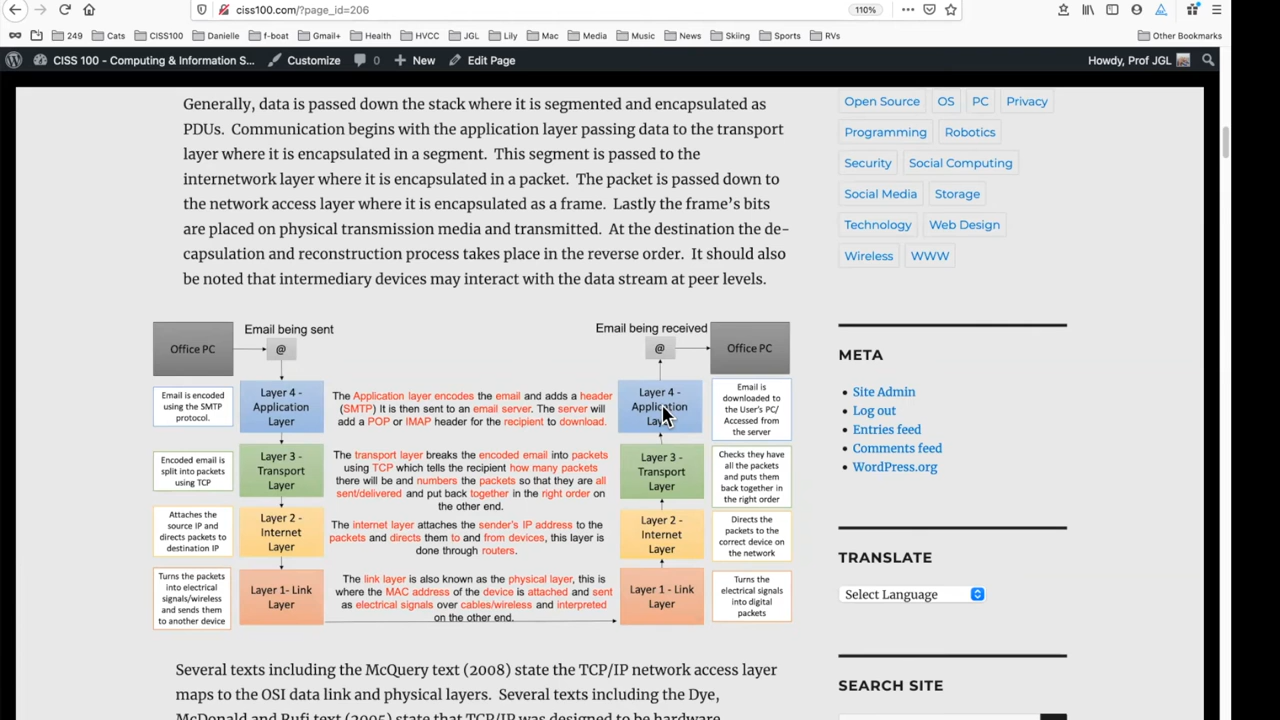 ciss100.com/?page_id=206
110%
249
Cats
CISS100
Danielle
f-boat
Gmail+
Health
HVCC
JGL
Lily
Mac
Media
Music
News
Skiing
Sports
RVs
Other Bookmarks
CISS 100 - Computing & Information S...
Customize
0
New
Edit Page
Howdy, Prof JGL
Generally, data is passed down the stack where it is segmented and encapsulated as
PDUs. Communication begins with the application layer passing data to the transport
layer where it is encapsulated in a segment. This segment is passed to the
internetwork layer where it is encapsulated in a packet. The packet is passed down to
the network access layer where it is encapsulated as a frame. Lastly the frame's bits
are placed on physical transmission media and transmitted. At the destination the de-
capsulation and reconstruction process takes place in the reverse order. It should also
be noted that intermediary devices may interact with the data stream at peer levels.
Office PC
Email being sent
@
Email being received
@
Office PC
Email is
encoded
using the SMTP
protocol.
Layer 4 -
Application
Layer
The Application layer encodes the email and adds a header
(SMTP) it is then sent to an email server. The server will
add a POP or IMAP header for the recipient to download.
Layer 4 -
Application
Layer
Email is
downloaded to
the User's PC/
Accessed from
the server
Encoded email is
split into packets
using TCP
Layer 3 -
Transport
Layer
The transport layer breaks the encoded email into packets
using TCP which tells the recipient how many packets
there will be and numbers the packets so that they are all
sent/delivered and put back together in the right order on
the other end.
Layer 3 -
Transport
Layer
Checks they have
all the packets
and puts them
back together in
the right order
Attaches the
source IP and
directs packets to
destination IP
Layer 2 -
Internet
Layer
The internet layer attaches the sender's IP address to the
packets and directs them to and from devices, this layer is
done through routers.
Layer 2 -
Internet
Layer
Directs the
packets to the
correct device on
the network
Turns the packets
into electrical
signals/wireless
and sends them
to another device
Layer 1- Link
Layer
The link layer is also known as the physical layer, this is
where the MAC address of the device is attached and sent
as electrical signals over cables/wireless and interpreted
on the other end.
Layer 1 - Link
Layer
Turns the
electrical signals
into digital
packets
Several texts including the McQuery text (2008) state the TCP/IP network access layer
maps to the OSI data link and physical layers. Several texts including the Dye,
McDonald and Rufi text (2005) state that TCP/IP was designed to be hardware
Open Source
OS
PC
Privacy
Programming
Robotics
Security
Social Computing
Social Media
Storage
Technology
Web Design
Wireless
WWW
META
Site Admin
Log out
Entries feed
Comments feed
WordPress.org
TRANSLATE
Select Language
SEARCH SITE